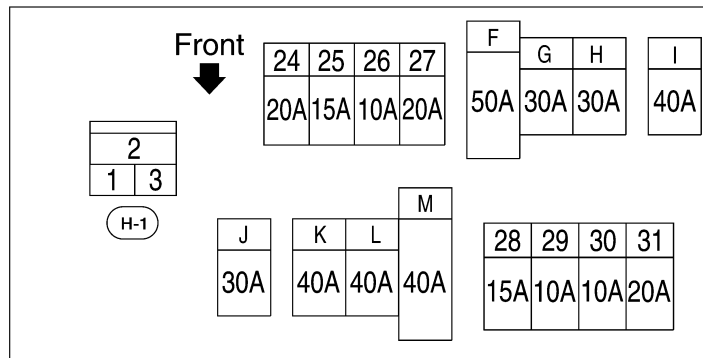 Front
24 25 26 27
20A 15A 10A 20A
F
G H
50A 30A 30A
I
40A
2
1 3
H-1
J
30A
K L
M
40A 40A 40A
28 29 30 31
15A 10A 10A 20A